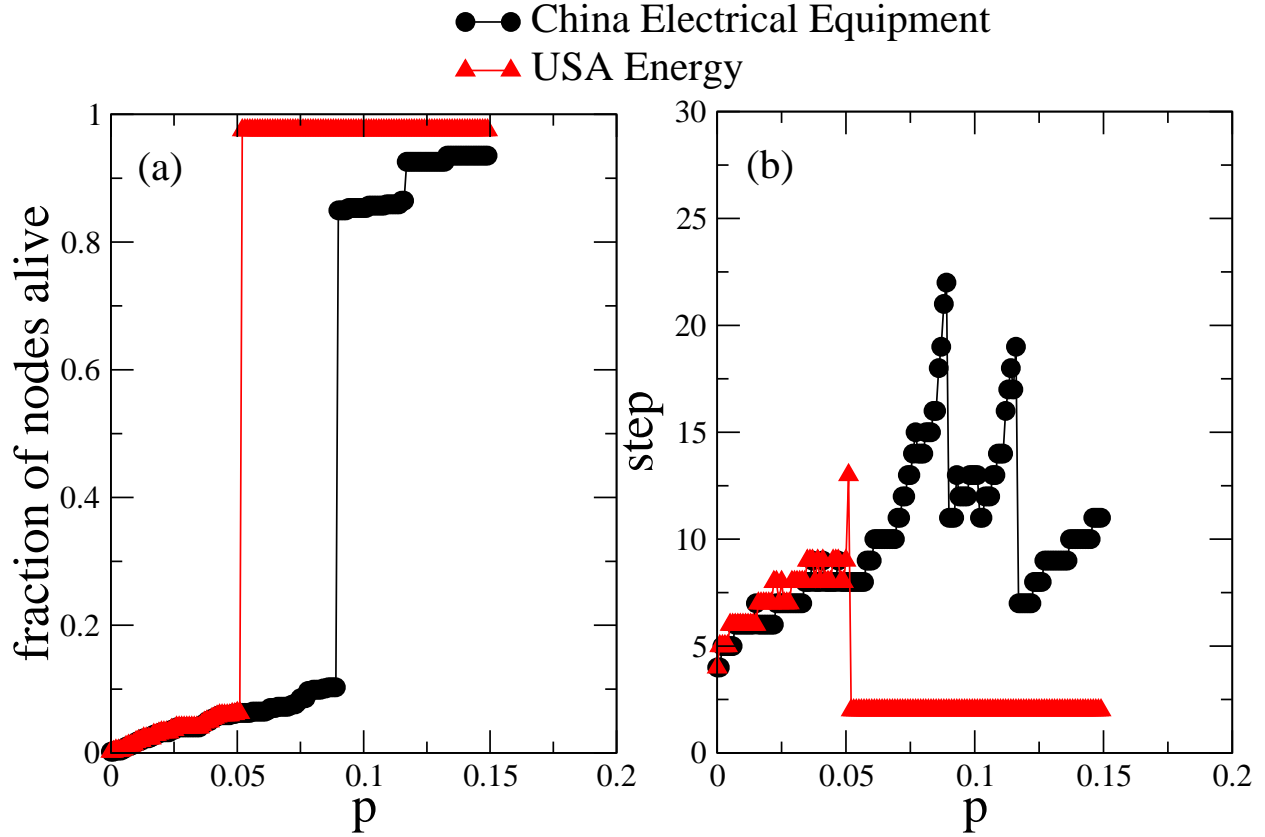 China Electrical Equipment
USA Energy
(a)
fraction of nodes alive
1
0.8
0.6
0.4
0.2
0
0
0.05
0.1
0.15
0.2
p
(b)
step
30
25
20
15
10
5
0
0
0.05
0.1
0.15
0.2
p